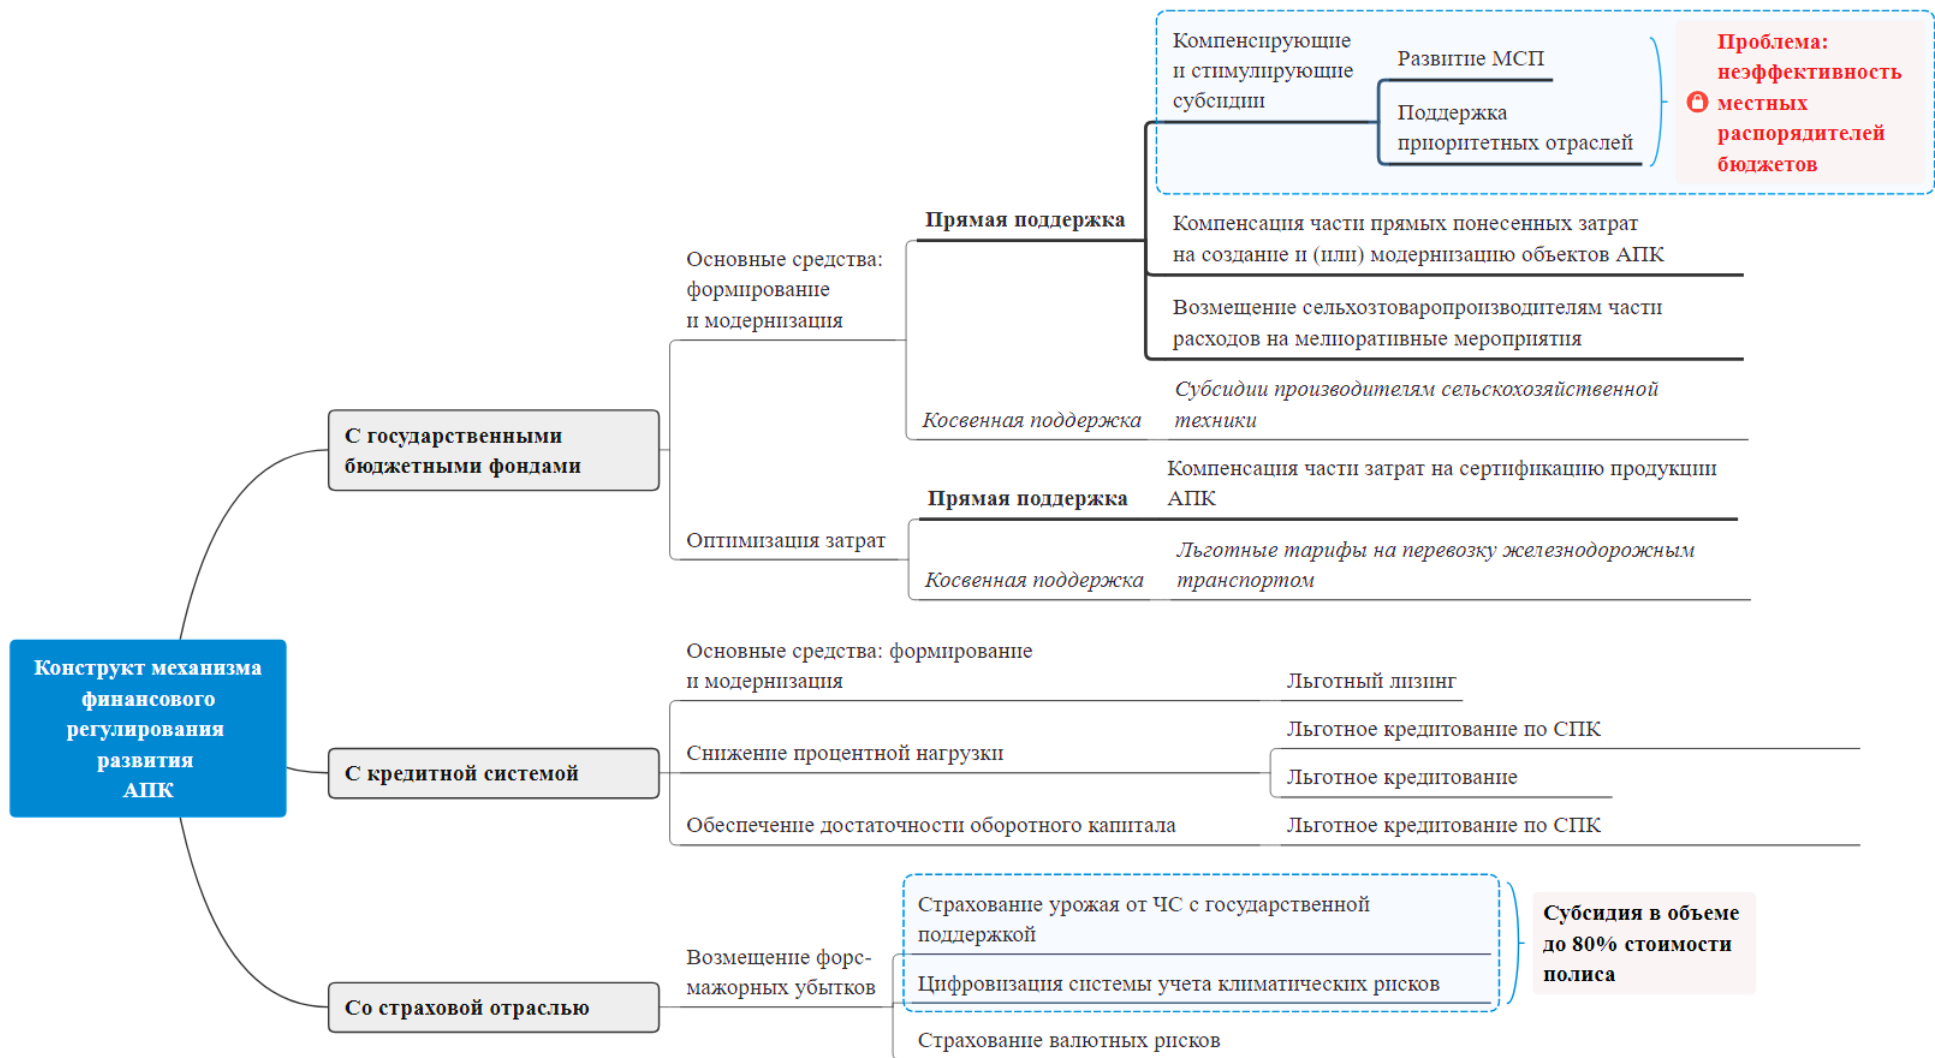 Конструкт механизма
финансового
регулирования
развития
АПК
С государственными
бюджетными фондами
Основные средства:
формирование
и модернизация
Прямая поддержка
Компенсирующие
и стимулирующие
субсидии
Развитие МСП
Поддержка
приоритетных отраслей
Проблема:
неэффективность
местных
распорядителей
бюджетов
Компенсация части прямых понесенных затрат
на создание и (или) модернизацию объектов АПК
Возмещение сельхозтоваропроизводителям части
расходов на мелиоративные мероприятия
Косвенная поддержка
Субсидии производителям сельскохозяйственной
техники
Оптимизация затрат
Прямая поддержка
Компенсация части затрат на сертификацию продукции
АПК
Косвенная поддержка
Льготные тарифы на перевозку железнодорожным
транспортом
С кредитной системой
Основные средства: формирование
и модернизация
Льготный лизинг
Снижение процентной нагрузки
Льготное кредитование по СПК
Льготное кредитование
Обеспечение достаточности оборотного капитала
Льготное кредитование по СПК
Со страховой отраслью
Возмещение форс-
мажорных убытков
Страхование урожая от ЧС с государственной
поддержкой
Цифровизация системы учета климатических рисков
Субсидия в объеме
до 80% стоимости
полиса
Страхование валютных рисков